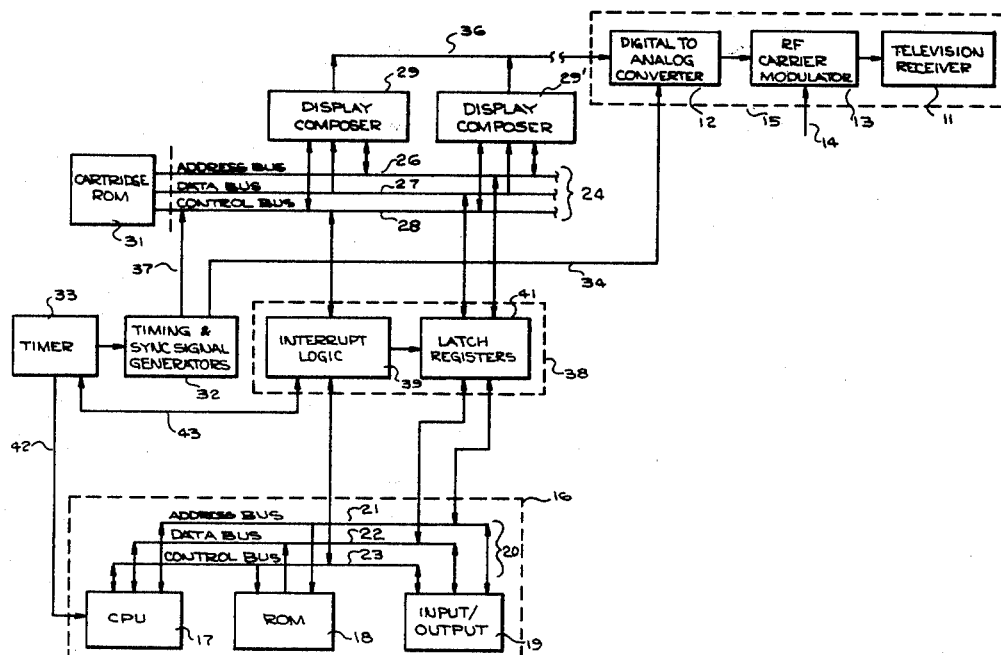 36
29
29'
DISPLAY
COMPOSER
DISPLAY
COMPOSER
DIGITAL TO
ANALOG
CONVERTER
RF
CARRIER
MODULATOR
TELEVISION
RECEIVER
12
15
13
11
14
CARTRIDGE
ROM
31
ADDRESS BUS
26
DATA BUS
27
CONTROL BUS
28
24
37
34
33
TIMER
TIMING &
SYNC SIGNAL
GENERATORS
32
INTERRUPT
LOGIC
39
41
LATCH
REGISTERS
38
43
42
16
ADDRESS BUS
21
DATA BUS
22
CONTROL BUS
23
20
CPU
17
ROM
18
INPUT/
OUTPUT
19